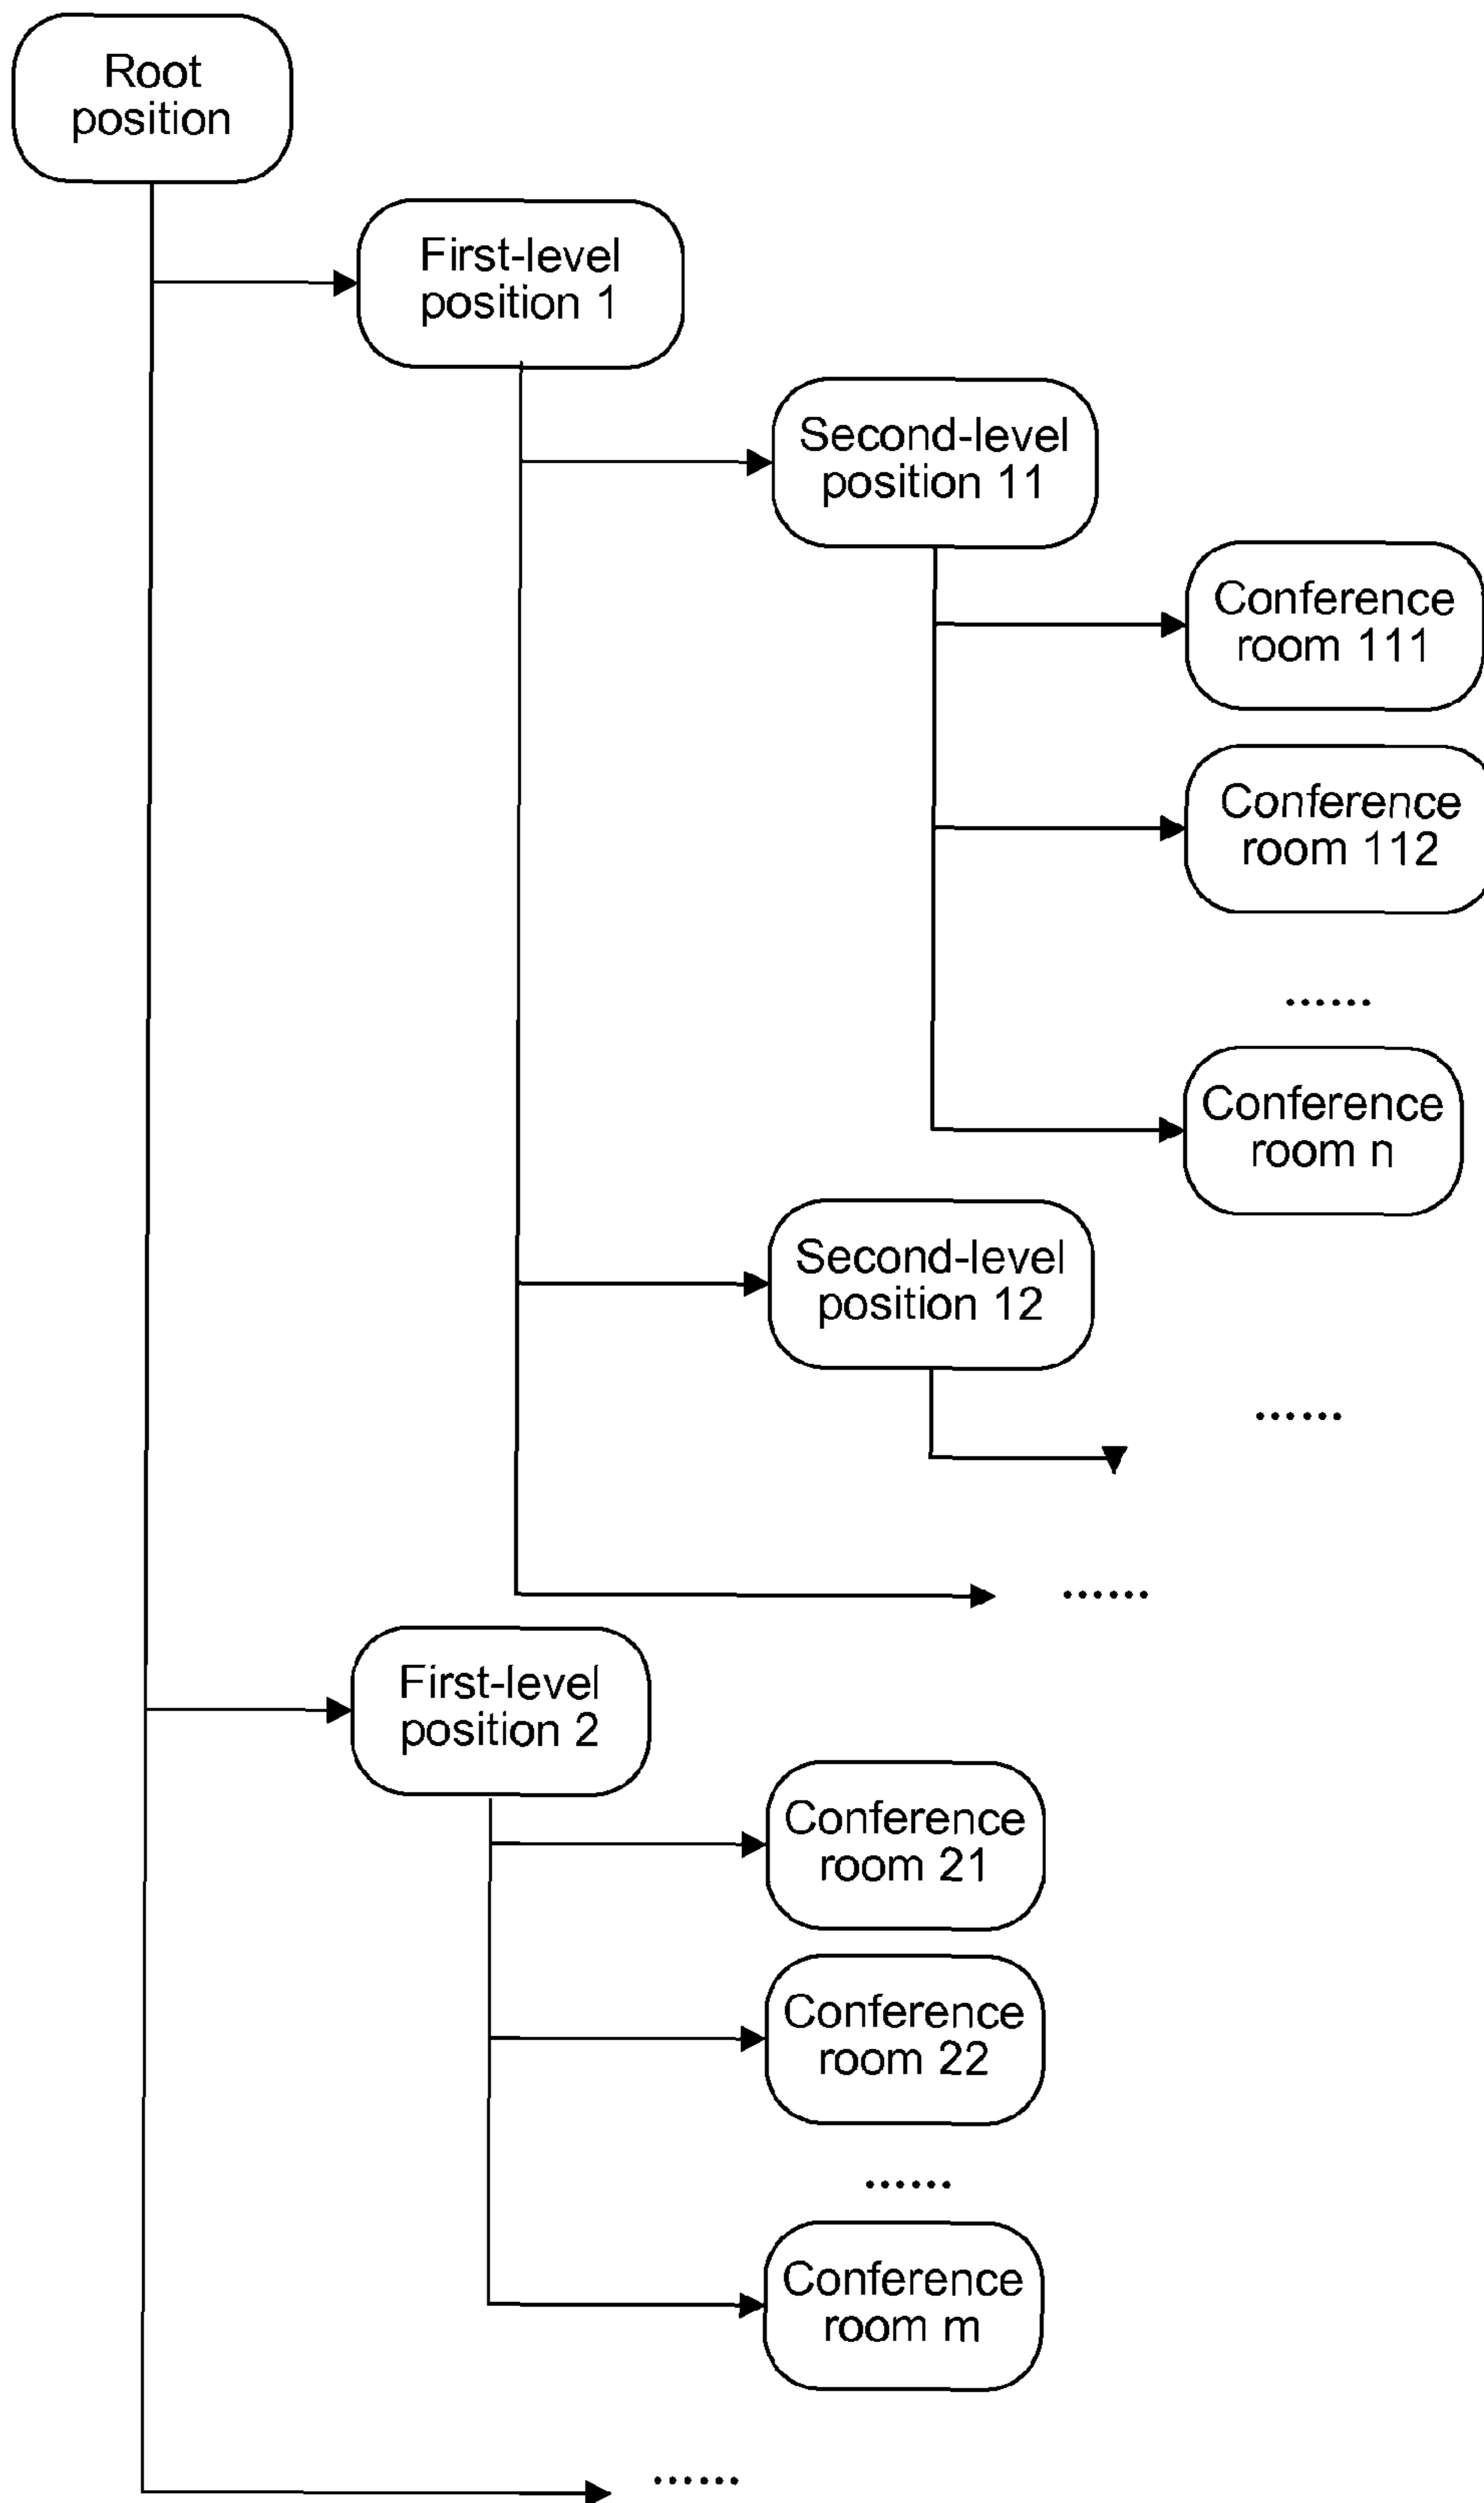 Root
position
First-level
position 1
Second-level
position 11
Conference
room 111
Conference
room 112
......
Conference
room n
Second-level
position 12
......
......
First-level
position 2
Conference
room 21
Conference
room 22
......
Conference
room m
......